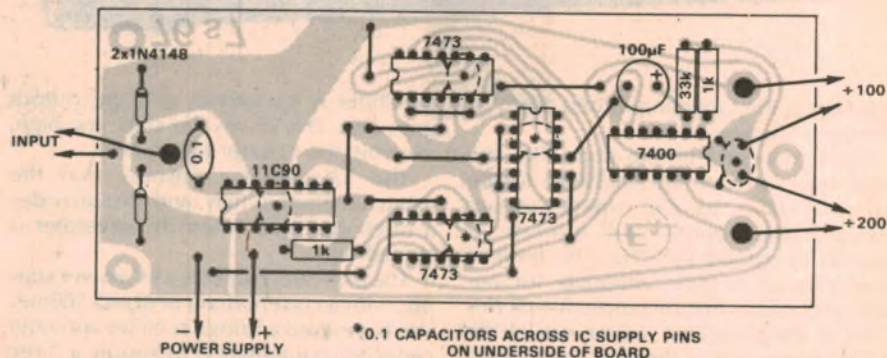 2x1N4148
7473
100µF
+
33k
1k
+100
INPUT
0.1
11C90
7473
7400
1k
7473
+200
+
POWER SUPPLY
*0.1 CAPACITORS ACROSS IC SUPPLY PINS
ON UNDERSIDE OF BOARD